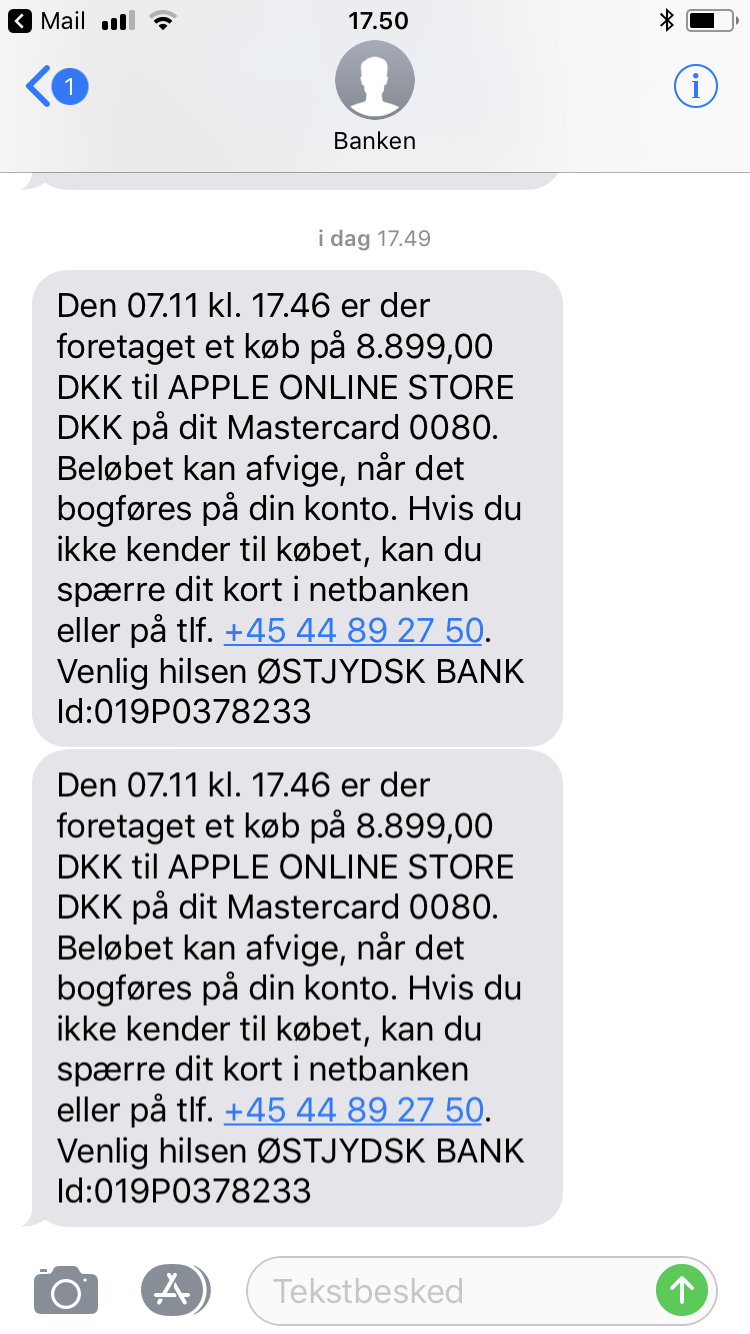 Mail
17.50
1
Banken
i dag 17.49
Den 07.11 kl. 17.46 er der
foretaget et køb på 8.899,00
DKK til APPLE ONLINE STORE
DKK på dit Mastercard 0080.
Beløbet kan afvige, når det
bogføres på din konto. Hvis du
ikke kender til købet, kan du
spærre dit kort i netbanken
eller på tlf. +45 44 89 27 50.
Venlig hilsen ØSTJYDSK BANK
Id:019P0378233
Den 07.11 kl. 17.46 er der
foretaget et køb på 8.899,00
DKK til APPLE ONLINE STORE
DKK på dit Mastercard 0080.
Beløbet kan afvige, når det
bogføres på din konto. Hvis du
ikke kender til købet, kan du
spærre dit kort i netbanken
eller på tlf. +45 44 89 27 50.
Venlig hilsen ØSTJYDSK BANK
Id:019P0378233
Tekstbesked